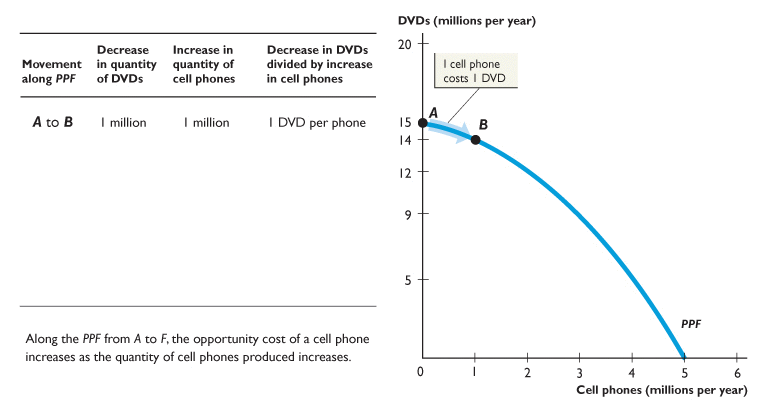 Movement
along PPF
Decrease
in quantity
of DVDs
Increase in
quantity of
cell phones
Decrease in DVDs
divided by increase
in cell phones
A to B
1 million
1 million
1 DVD per phone
Along the PPF from A to F, the opportunity cost of a cell phone
increases as the quantity of cell phones produced increases.
DVDs (millions per year)
20
1 cell phone
costs 1 DVD
15
A
B
14
12
9
5
PPF
0 1 2 3 4 5 6
Cell phones (millions per year)